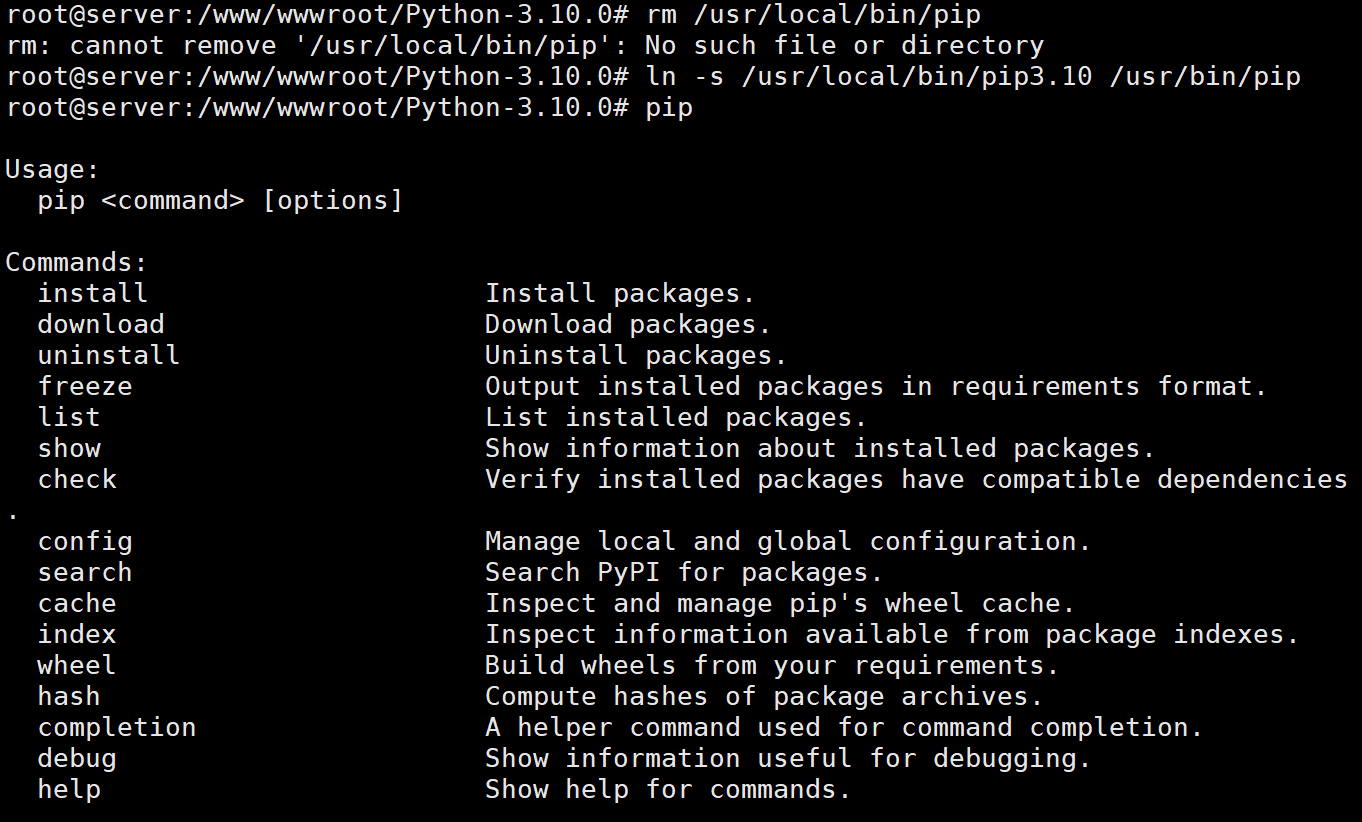 root@server:/www/wwwroot/Python-3.10.0# rm /usr/local/bin/pip
rm: cannot remove '/usr/local/bin/pip': No such file or directory
root@server:/www/wwwroot/Python-3.10.0# ln -s /usr/local/bin/pip3.10 /usr/bin/pip
root@server:/www/wwwroot/Python-3.10.0# pip
Usage:
  pip <command> [options]
Commands:
  install                     Install packages.
  download                    Download packages.
  uninstall                   Uninstall packages.
  freeze                      Output installed packages in requirements format.
  list                        List installed packages.
  show                        Show information about installed packages.
  check                       Verify installed packages have compatible dependencies
.
  config                      Manage local and global configuration.
  search                      Search PyPI for packages.
  cache                       Inspect and manage pip's wheel cache.
  index                       Inspect information available from package indexes.
  wheel                       Build wheels from your requirements.
  hash                        Compute hashes of package archives.
  completion                  A helper command used for command completion.
  debug                       Show information useful for debugging.
  help                        Show help for commands.